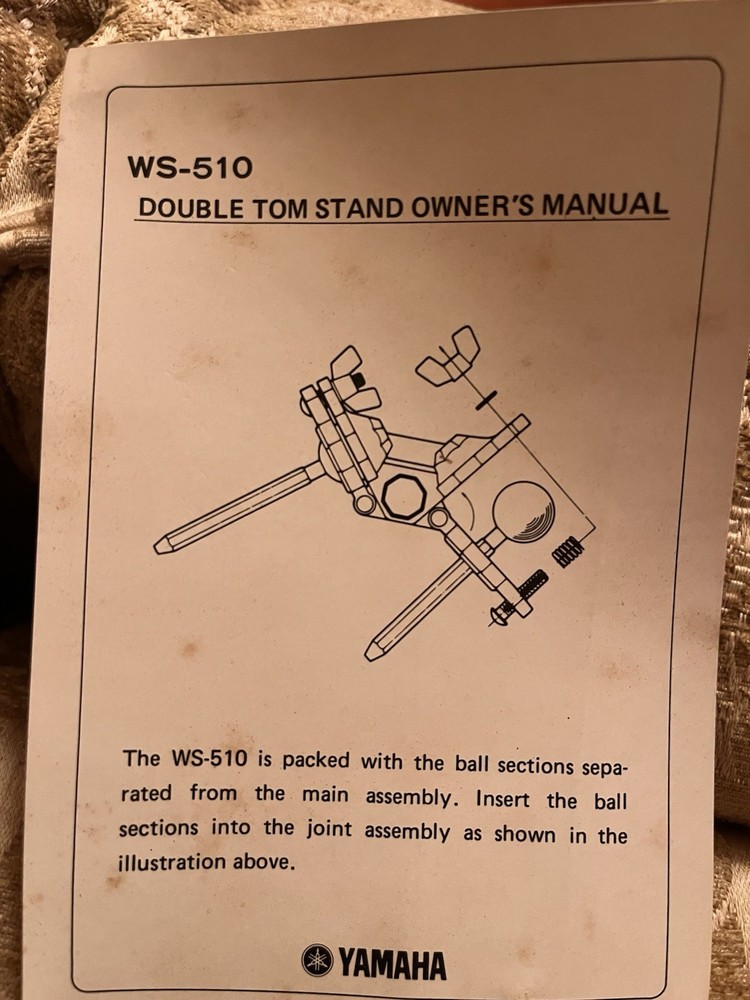 WS-510
DOUBLE TOM STAND OWNER'S MANUAL
The WS-510 is packed with the ball sections sepa-
rated from the main assembly. Insert the ball
sections into the joint assembly as shown in the
illustration above.
YAMAHA